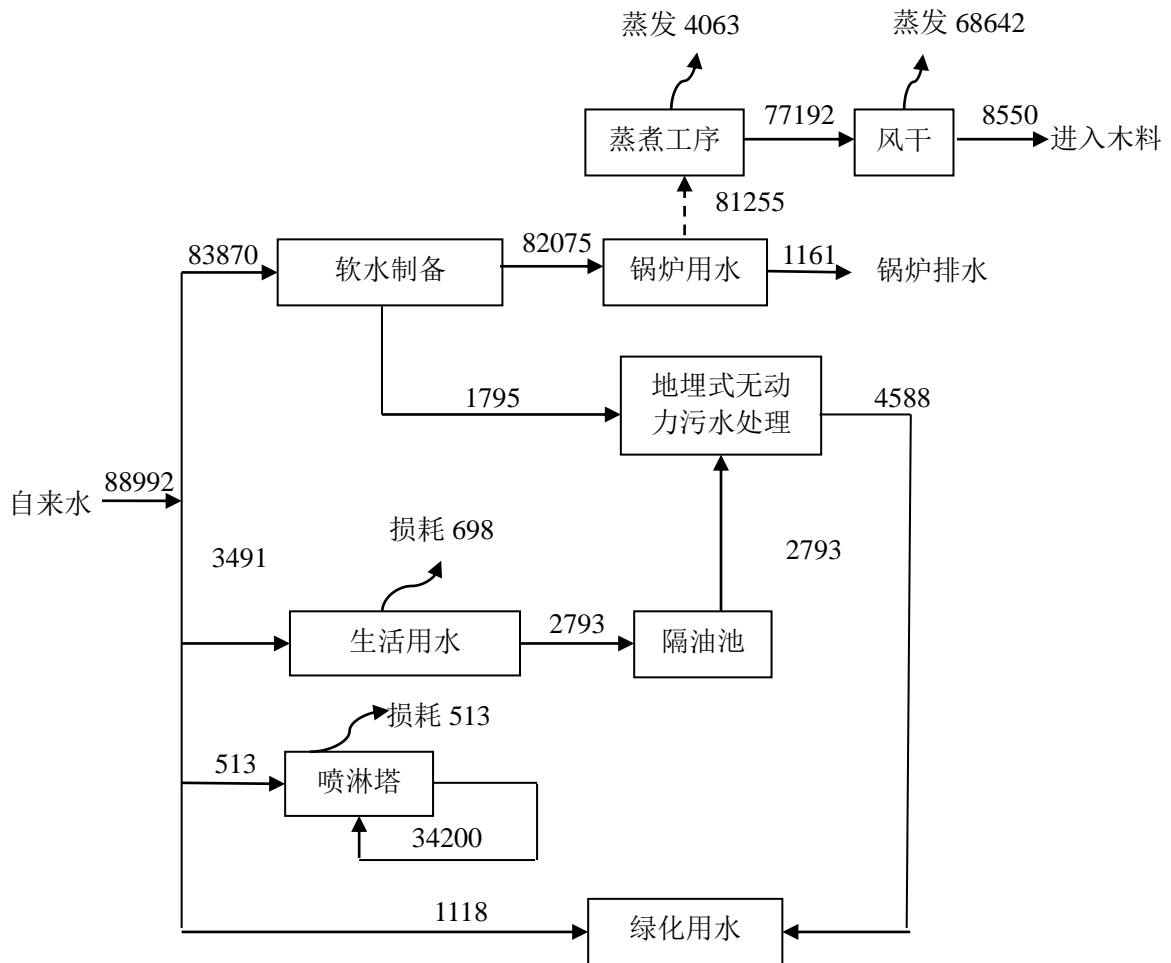 蒸发 4063
蒸发 68642
蒸煮工序
77192
风干
8550
进入木料
81255
83870
软水制备
82075
锅炉用水
1161
锅炉排水
1795
地埋式无动
力污水处理
4588
自来水
88992
3491
损耗 698
2793
生活用水
2793
隔油池
损耗 513
513
喷淋塔
34200
1118
绿化用水